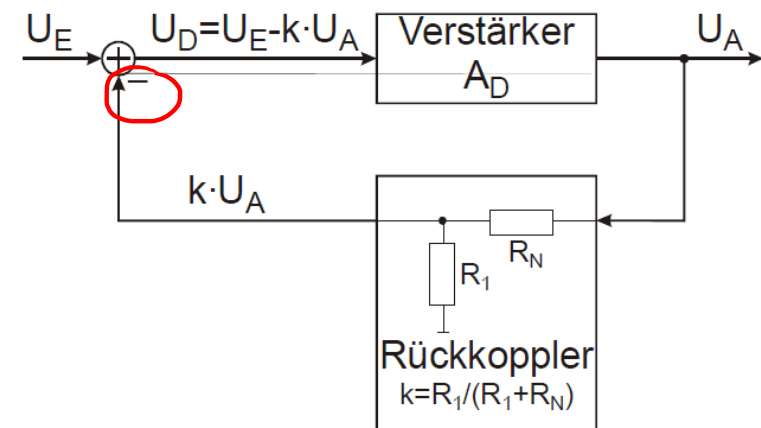 U_E
U_D=U_E-k·U_A
Verstärker
A_D
U_A
+
−
k·U_A
R_N
R_1
Rückkoppler
k=R_1/(R_1+R_N)